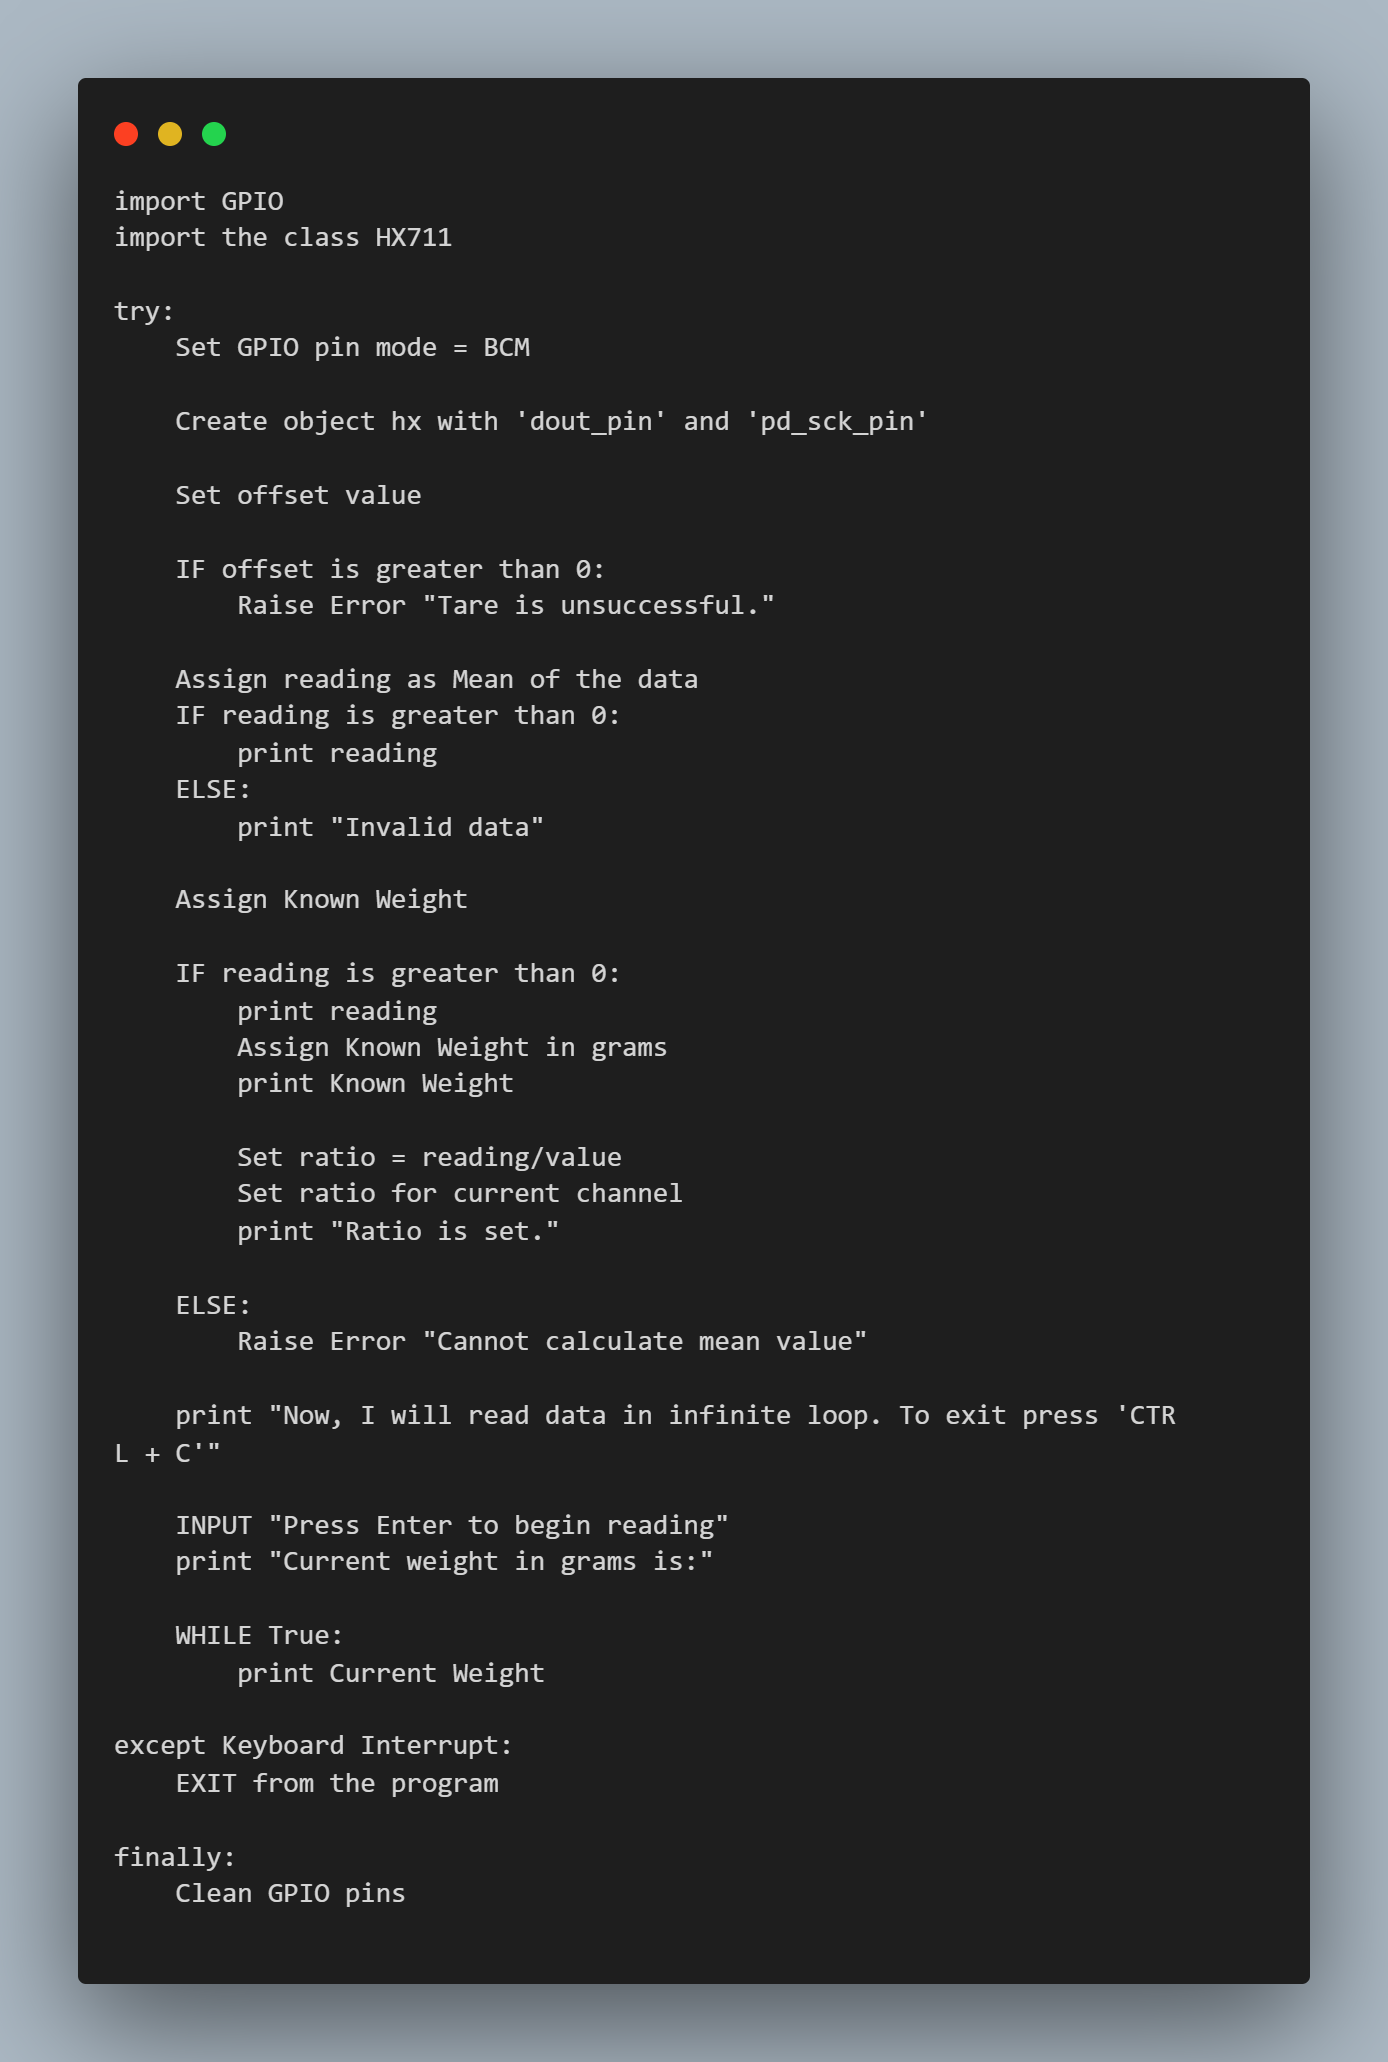 import GPIO
import the class HX711
try:
    Set GPIO pin mode = BCM
    Create object hx with 'dout_pin' and 'pd_sck_pin'
    Set offset value
    IF offset is greater than 0:
        Raise Error "Tare is unsuccessful."
    Assign reading as Mean of the data
    IF reading is greater than 0:
        print reading
    ELSE:
        print "Invalid data"
    Assign Known Weight
    IF reading is greater than 0:
        print reading
        Assign Known Weight in grams
        print Known Weight
        Set ratio = reading/value
        Set ratio for current channel
        print "Ratio is set."
    ELSE:
        Raise Error "Cannot calculate mean value"
    print "Now, I will read data in infinite loop. To exit press 'CTR
L + C'"
    INPUT "Press Enter to begin reading"
    print "Current weight in grams is:"
    WHILE True:
        print Current Weight
except Keyboard Interrupt:
    EXIT from the program
finally:
    Clean GPIO pins